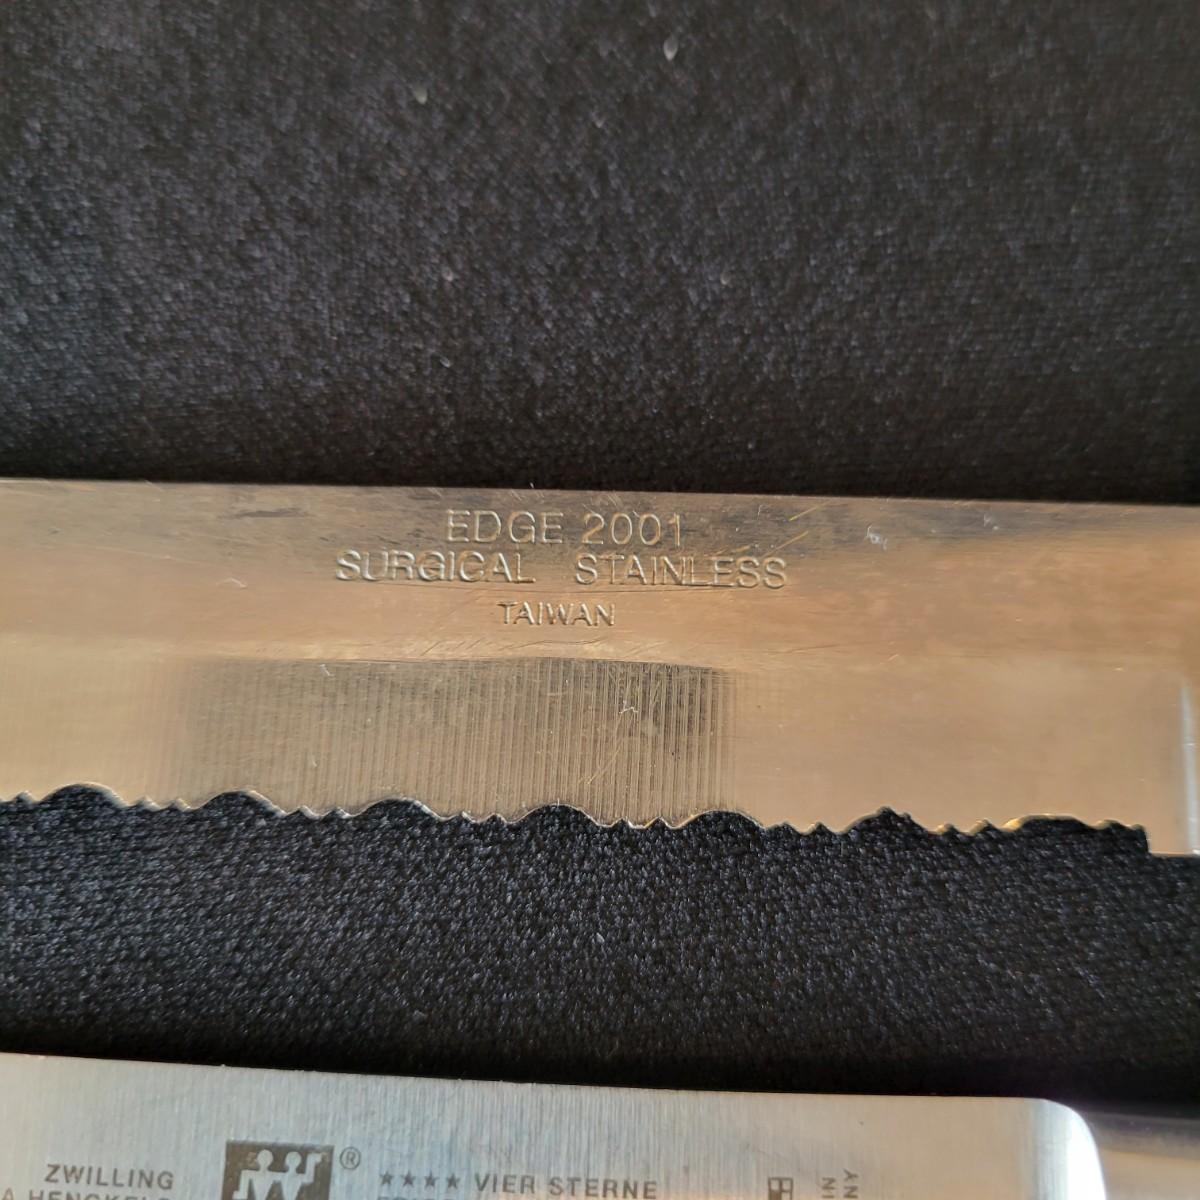 EDGE 2001
SURGICAL STAINLESS
TAIWAN
ZWILLING
®
★★★★ VIER STERNE